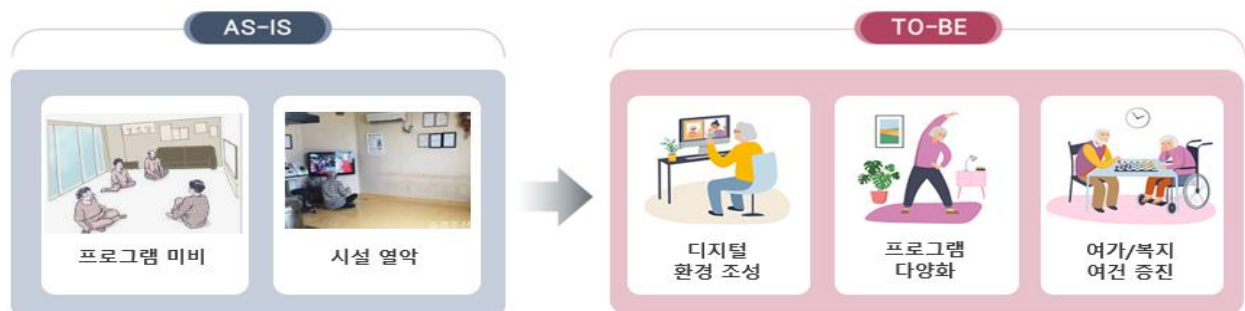 AS-IS
TO-BE
프로그램 미비
시설 열악
디지털
환경 조성
프로그램
다양화
여가/복지
여건 증진